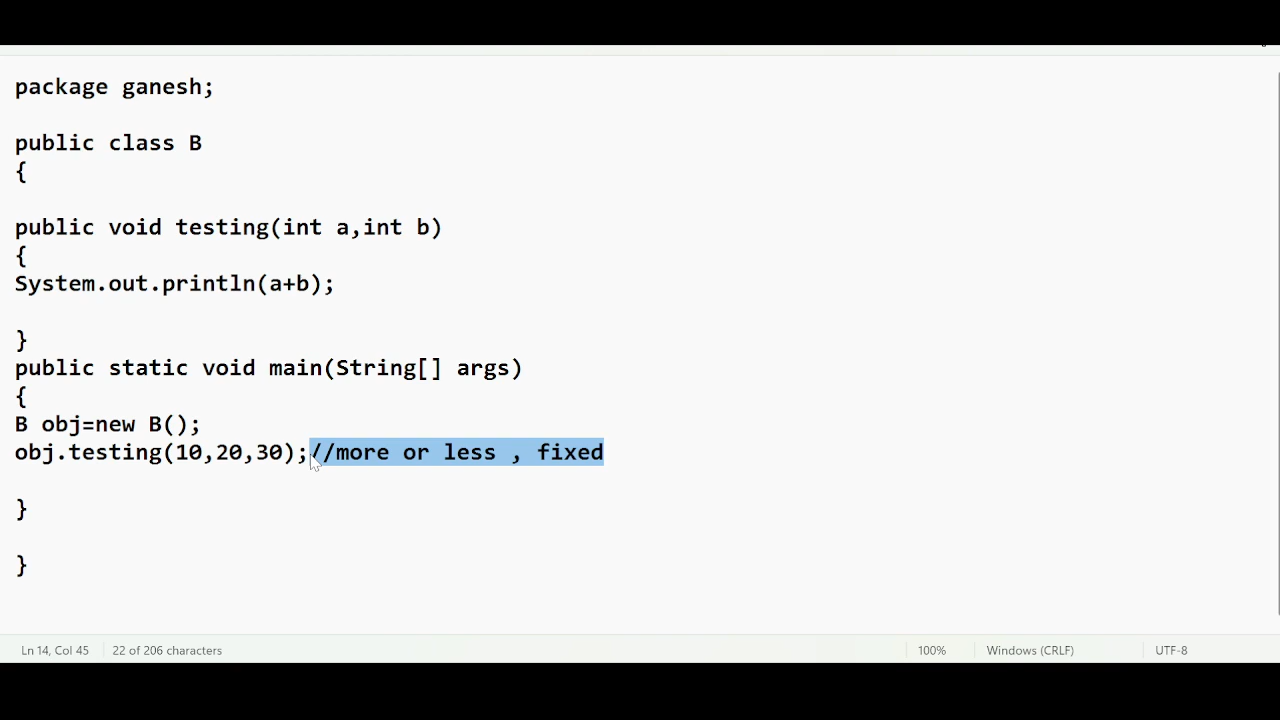 package ganesh;
public class B
{
public void testing(int a,int b)
{
System.out.println(a+b);
}
public static void main(String[] args)
{
B obj=new B();
obj.testing(10,20,30);//more or less , fixed
}
}
Ln 14, Col 45 22 of 206 characters 100% Windows (CRLF) UTF-8